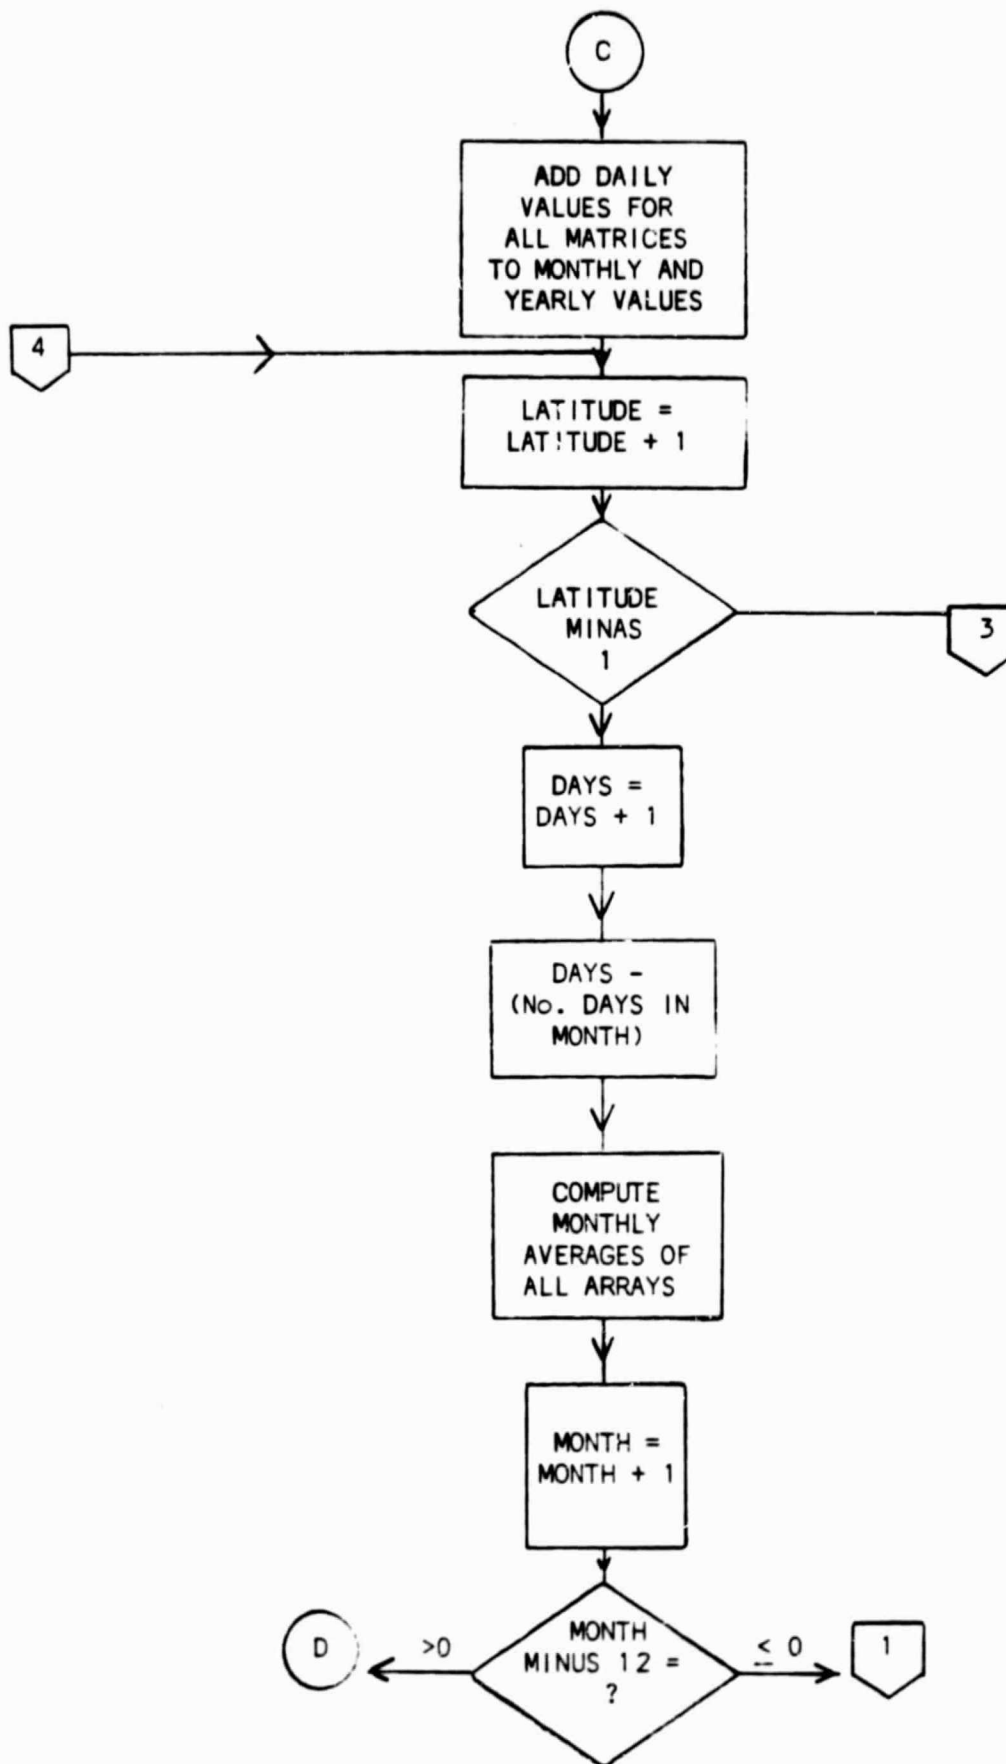 C
ADD DAILY
VALUES FOR
ALL MATRICES
TO MONTHLY AND
YEARLY VALUES
4
LATITUDE =
LATITUDE + 1
LATITUDE
MINAS
1
3
DAYS =
DAYS + 1
DAYS -
(No. DAYS IN
MONTH)
COMPUTE
MONTHLY
AVERAGES OF
ALL ARRAYS
MONTH =
MONTH + 1
D
>0
MONTH
MINUS 12 =
?
≤ 0
1